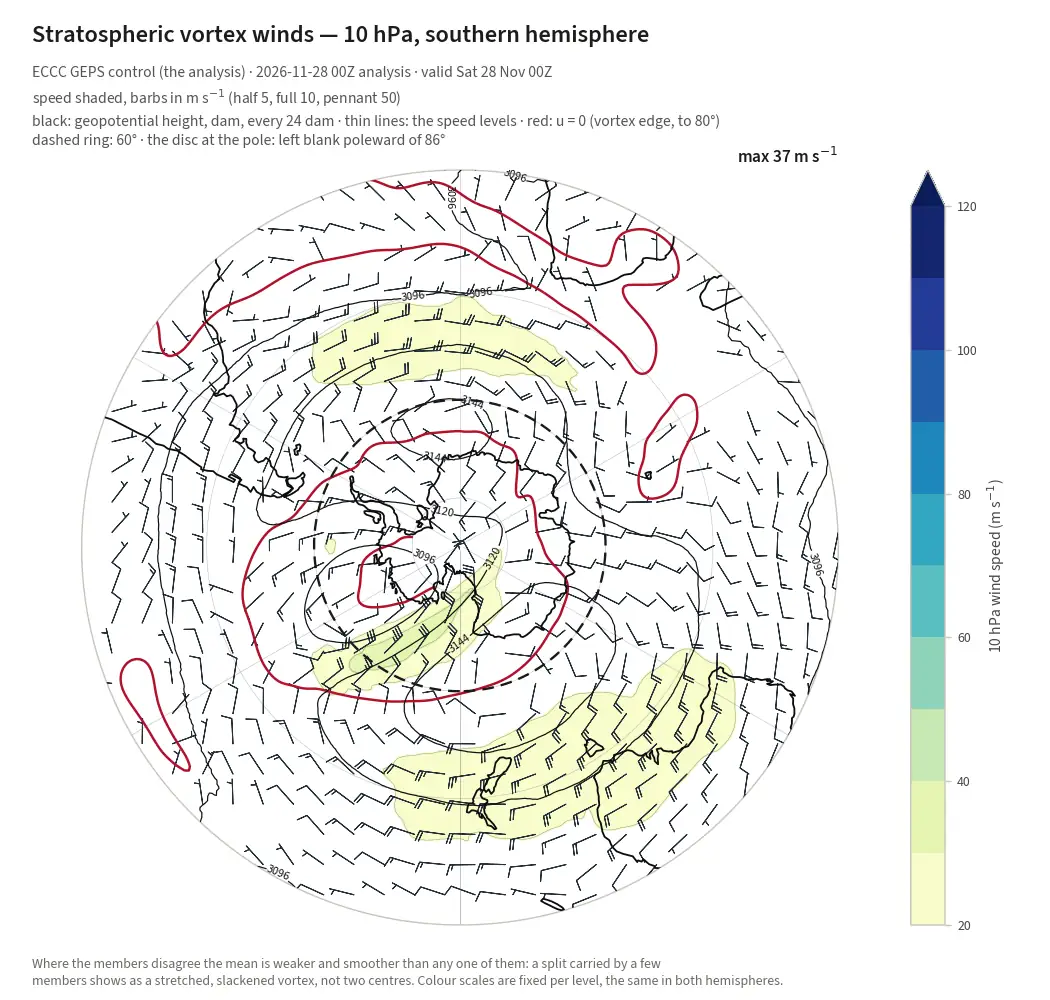 Stratospheric vortex winds — 10 hPa, southern hemisphere
ECCC GEPS control (the analysis) · 2026-11-28 00Z analysis · valid Sat 28 Nov 00Z
speed shaded, barbs in m s⁻¹ (half 5, full 10, pennant 50)
black: geopotential height, dam, every 24 dam · thin lines: the speed levels · red: u = 0 (vortex edge, to 80°)
dashed ring: 60° · the disc at the pole: left blank poleward of 86°
max 37 m s⁻¹
3096
3096
3096
3096
3144
3144
3120
3096
3120
3096
3144
3096
120
100
80
60
40
20
10 hPa wind speed (m s⁻¹)
Where the members disagree the mean is weaker and smoother than any one of them: a split carried by a few
members shows as a stretched, slackened vortex, not two centres. Colour scales are fixed per level, the same in both hemispheres.